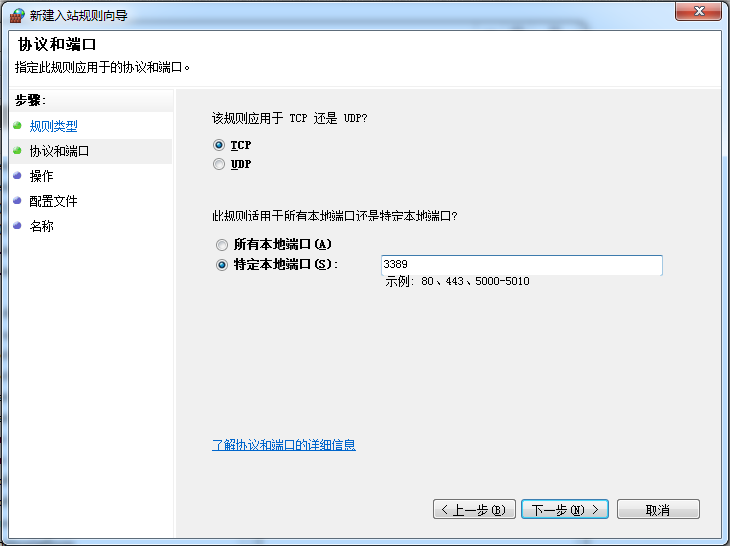 新建入站规则向导
协议和端口
指定此规则应用于的协议和端口。
步骤:
规则类型
协议和端口
操作
配置文件
名称
该规则应用于 TCP 还是 UDP?
TCP
UDP
此规则适用于所有本地端口还是特定本地端口?
所有本地端口(A)
特定本地端口(S): 3389
示例: 80、443、5000-5010
了解协议和端口的详细信息
< 上一步(B) 下一步(N) > 取消